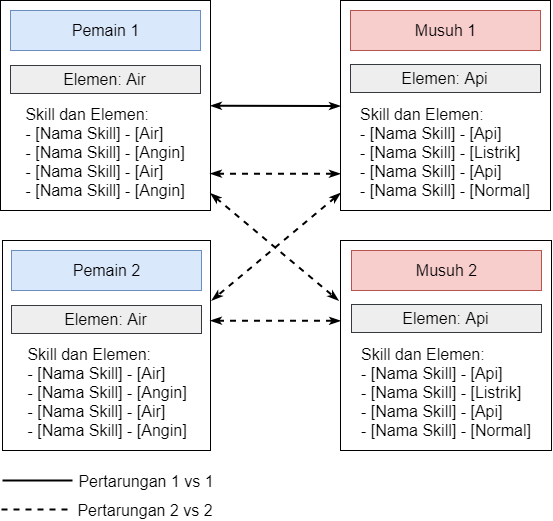 Pemain 1
Elemen: Air
Skill dan Elemen:
- [Nama Skill] - [Air]
- [Nama Skill] - [Angin]
- [Nama Skill] - [Air]
- [Nama Skill] - [Angin]
Musuh 1
Elemen: Api
Skill dan Elemen:
- [Nama Skill] - [Api]
- [Nama Skill] - [Listrik]
- [Nama Skill] - [Api]
- [Nama Skill] - [Normal]
Pemain 2
Elemen: Air
Skill dan Elemen:
- [Nama Skill] - [Air]
- [Nama Skill] - [Angin]
- [Nama Skill] - [Air]
- [Nama Skill] - [Angin]
Musuh 2
Elemen: Api
Skill dan Elemen:
- [Nama Skill] - [Api]
- [Nama Skill] - [Listrik]
- [Nama Skill] - [Api]
- [Nama Skill] - [Normal]
Pertarungan 1 vs 1
Pertarungan 2 vs 2